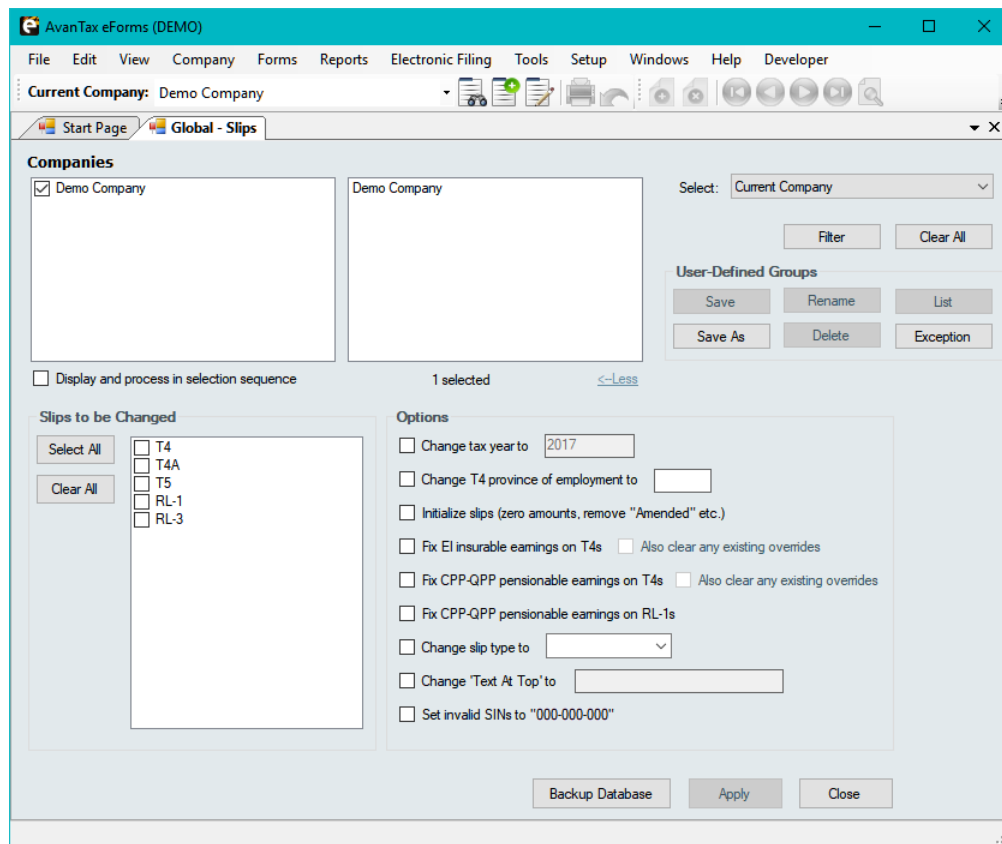 AvanTax eForms (DEMO)
File Edit View Company Forms Reports Electronic Filing Tools Setup Windows Help Developer
Current Company: Demo Company
Start Page Global - Slips
Companies
Demo Company Demo Company Select: Current Company
Filter Clear All
User-Defined Groups
Save Rename List
Save As Delete Exception
Display and process in selection sequence 1 selected <--Less
Slips to be Changed Options
Select All T4 Change tax year to 2017
T4A
Clear All T5 Change T4 province of employment to
RL-1
RL-3 Initialize slips (zero amounts, remove "Amended" etc.)
Fix EI insurable earnings on T4s Also clear any existing overrides
Fix CPP-QPP pensionable earnings on T4s Also clear any existing overrides
Fix CPP-QPP pensionable earnings on RL-1s
Change slip type to
Change 'Text At Top' to
Set invalid SINs to "000-000-000"
Backup Database Apply Close